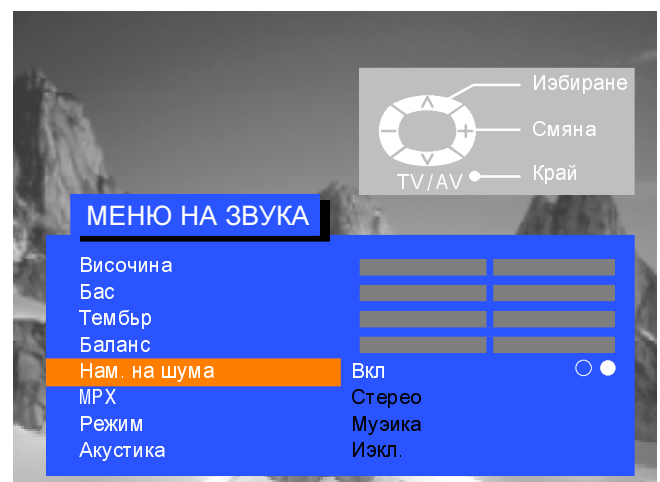 Иэбиране
Смяна
TV/AV Край
МЕНЮ НА ЗВУКА
Височина
Бас
Тембьр
Баланс
Нам. на шума Вкл
MPX Стерео
Режим Муэика
Акустика Иэкл.